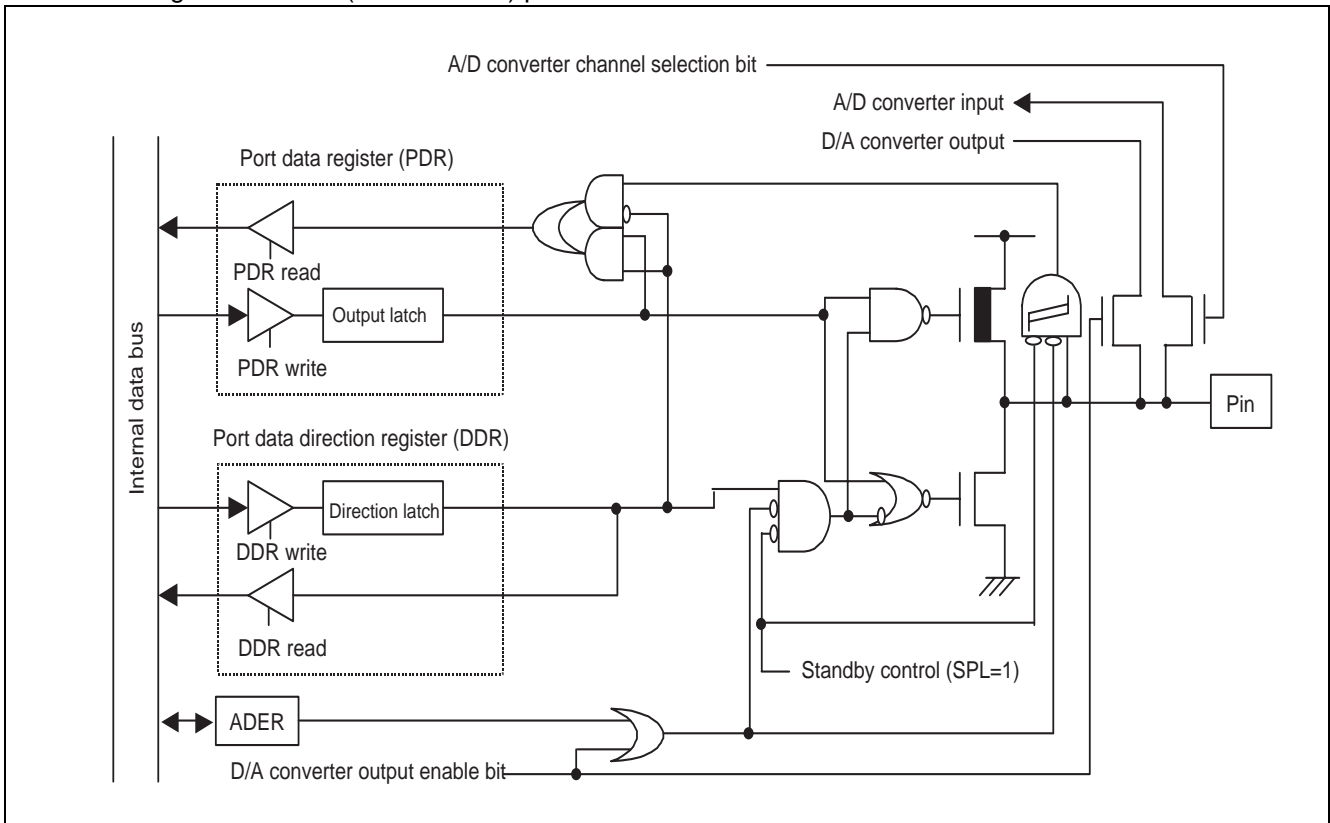 A/D converter channel selection bit
A/D converter input
D/A converter output
Port data register (PDR)
PDR read
Output latch
PDR write
Internal data bus
Pin
Port data direction register (DDR)
Direction latch
DDR write
DDR read
Standby control (SPL=1)
ADER
D/A converter output enable bit